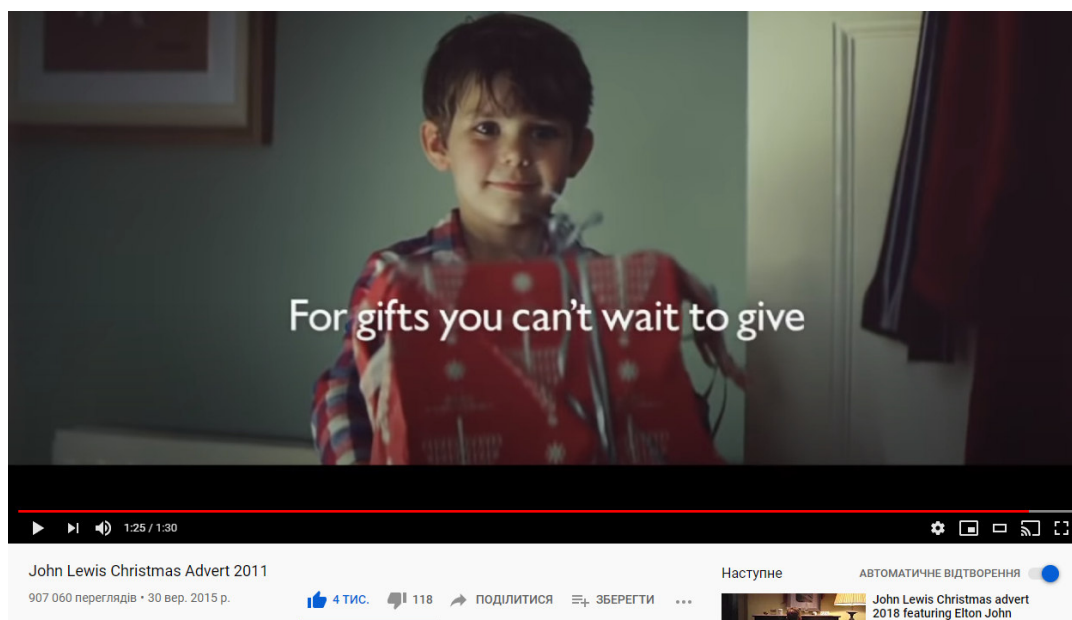 For gifts you can't wait to give
1:25 / 1:30
John Lewis Christmas Advert 2011
907 060 переглядів • 30 вер. 2015 р.
4 ТИС.
118
ПОДІЛИТИСЯ
ЗБЕРЕГТИ
Наступне
АВТОМАТИЧНЕ ВІДТВОРЕННЯ
John Lewis Christmas advert
2018 featuring Elton John